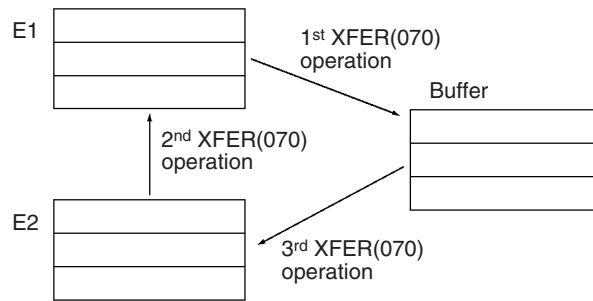 E1
1st XFER(070)
operation
Buffer
2nd XFER(070)
operation
E2
3rd XFER(070)
operation